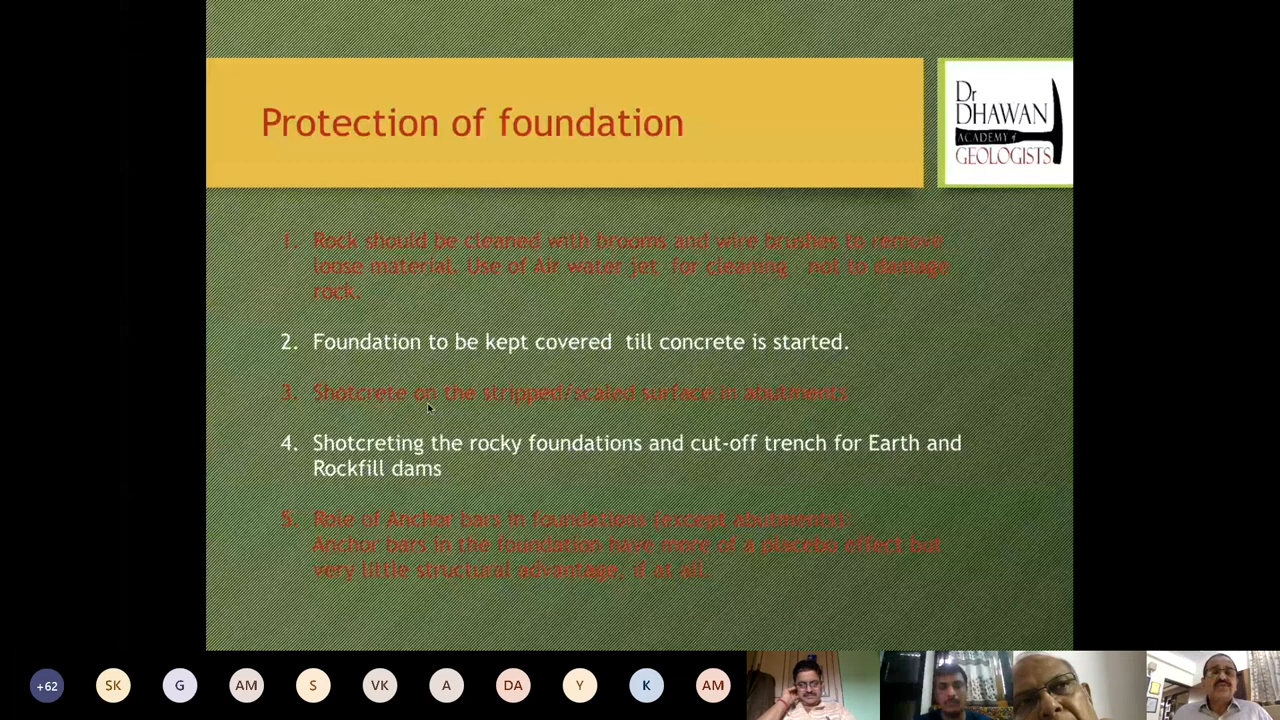 Protection of foundation
Dr
DHAWAN
ACADEMY of
GEOLOGISTS
1. Rock should be cleaned with brooms and wire brushes to remove
loose material. Use of Air water jet for cleaning not to damage
rock.
2. Foundation to be kept covered till concrete is started.
3. Shotcrete on the stripped/scaled surface in abutments
4. Shotcreting the rocky foundations and cut-off trench for Earth and
Rockfill dams
5. Role of Anchor bars in foundations (except abutments):
Anchor bars in the foundation have more of a placebo effect but
very little structural advantage, if at all.
+62 SK G AM S VK A DA Y K AM